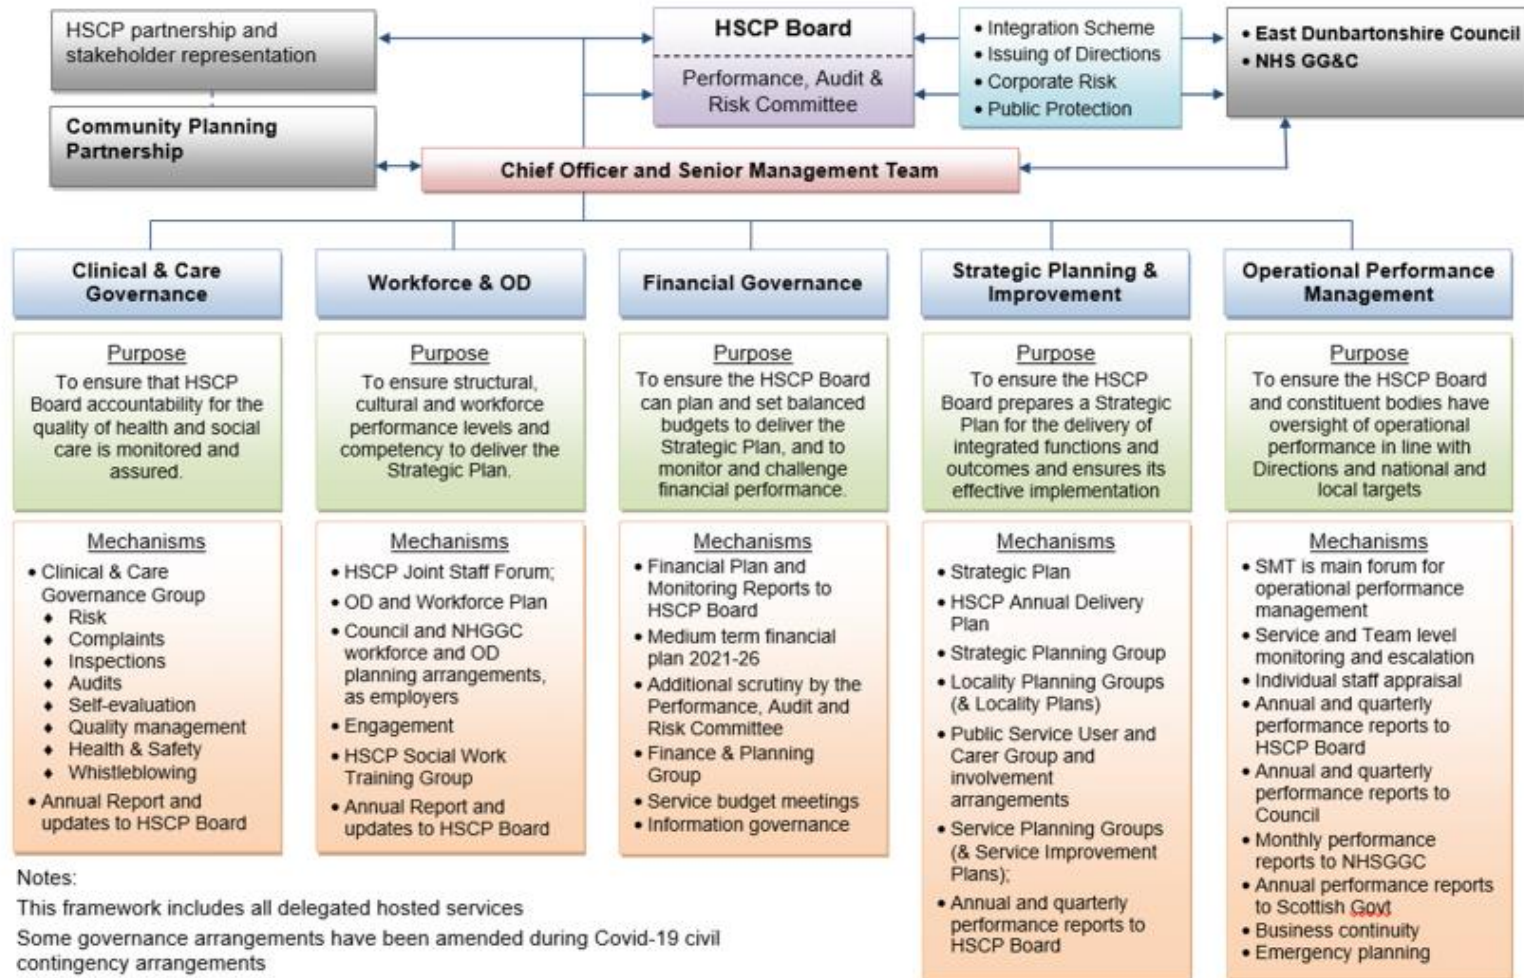 HSCP partnership and
stakeholder representation
Community Planning
Partnership
HSCP Board
Performance, Audit &
Risk Committee
• Integration Scheme
• Issuing of Directions
• Corporate Risk
• Public Protection
• East Dunbartonshire Council
• NHS GG&C
Chief Officer and Senior Management Team
Clinical & Care
Governance
Purpose
To ensure that HSCP
Board accountability for the
quality of health and social
care is monitored and
assured.
Mechanisms
• Clinical & Care
Governance Group
♦ Risk
♦ Complaints
♦ Inspections
♦ Audits
♦ Self-evaluation
♦ Quality management
♦ Health & Safety
♦ Whistleblowing
• Annual Report and
updates to HSCP Board
Workforce & OD
Purpose
To ensure structural,
cultural and workforce
performance levels and
competency to deliver the
Strategic Plan.
Mechanisms
• HSCP Joint Staff Forum;
• OD and Workforce Plan
• Council and NHGGC
workforce and OD
planning arrangements,
as employers
• Engagement
• HSCP Social Work
Training Group
• Annual Report and
updates to HSCP Board
Financial Governance
Purpose
To ensure the HSCP Board
can plan and set balanced
budgets to deliver the
Strategic Plan, and to
monitor and challenge
financial performance.
Mechanisms
• Financial Plan and
Monitoring Reports to
HSCP Board
• Medium term financial
plan 2021-26
• Additional scrutiny by the
Performance, Audit and
Risk Committee
• Finance & Planning
Group
• Service budget meetings
• Information governance
Strategic Planning &
Improvement
Purpose
To ensure the HSCP
Board prepares a Strategic
Plan for the delivery of
integrated functions and
outcomes and ensures its
effective implementation
Mechanisms
• Strategic Plan
• HSCP Annual Delivery
Plan
• Strategic Planning Group
• Locality Planning Groups
(& Locality Plans)
• Public Service User and
Carer Group and
involvement
arrangements
• Service Planning Groups
(& Service Improvement
Plans);
• Annual and quarterly
performance reports to
HSCP Board
Operational Performance
Management
Purpose
To ensure the HSCP Board
and constituent bodies have
oversight of operational
performance in line with
Directions and national and
local targets
Mechanisms
• SMT is main forum for
operational performance
management
• Service and Team level
monitoring and escalation
• Individual staff appraisal
• Annual and quarterly
performance reports to
HSCP Board
• Annual and quarterly
performance reports to
Council
• Monthly performance
reports to NHSGGC
• Annual performance reports
to Scottish Govt
• Business continuity
• Emergency planning
Notes:
This framework includes all delegated hosted services
Some governance arrangements have been amended during Covid-19 civil
contingency arrangements